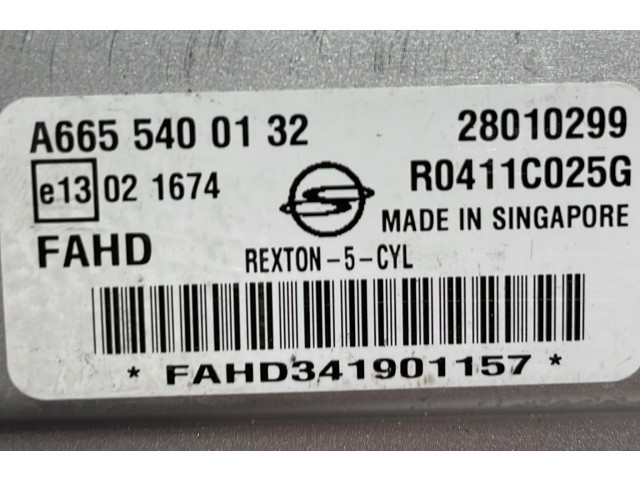 A665 540 01 32 28010299
e13 02 1674 R0411C025G
MADE IN SINGAPORE
FAHD REXTON-5-CYL
* FAHD341901157 *